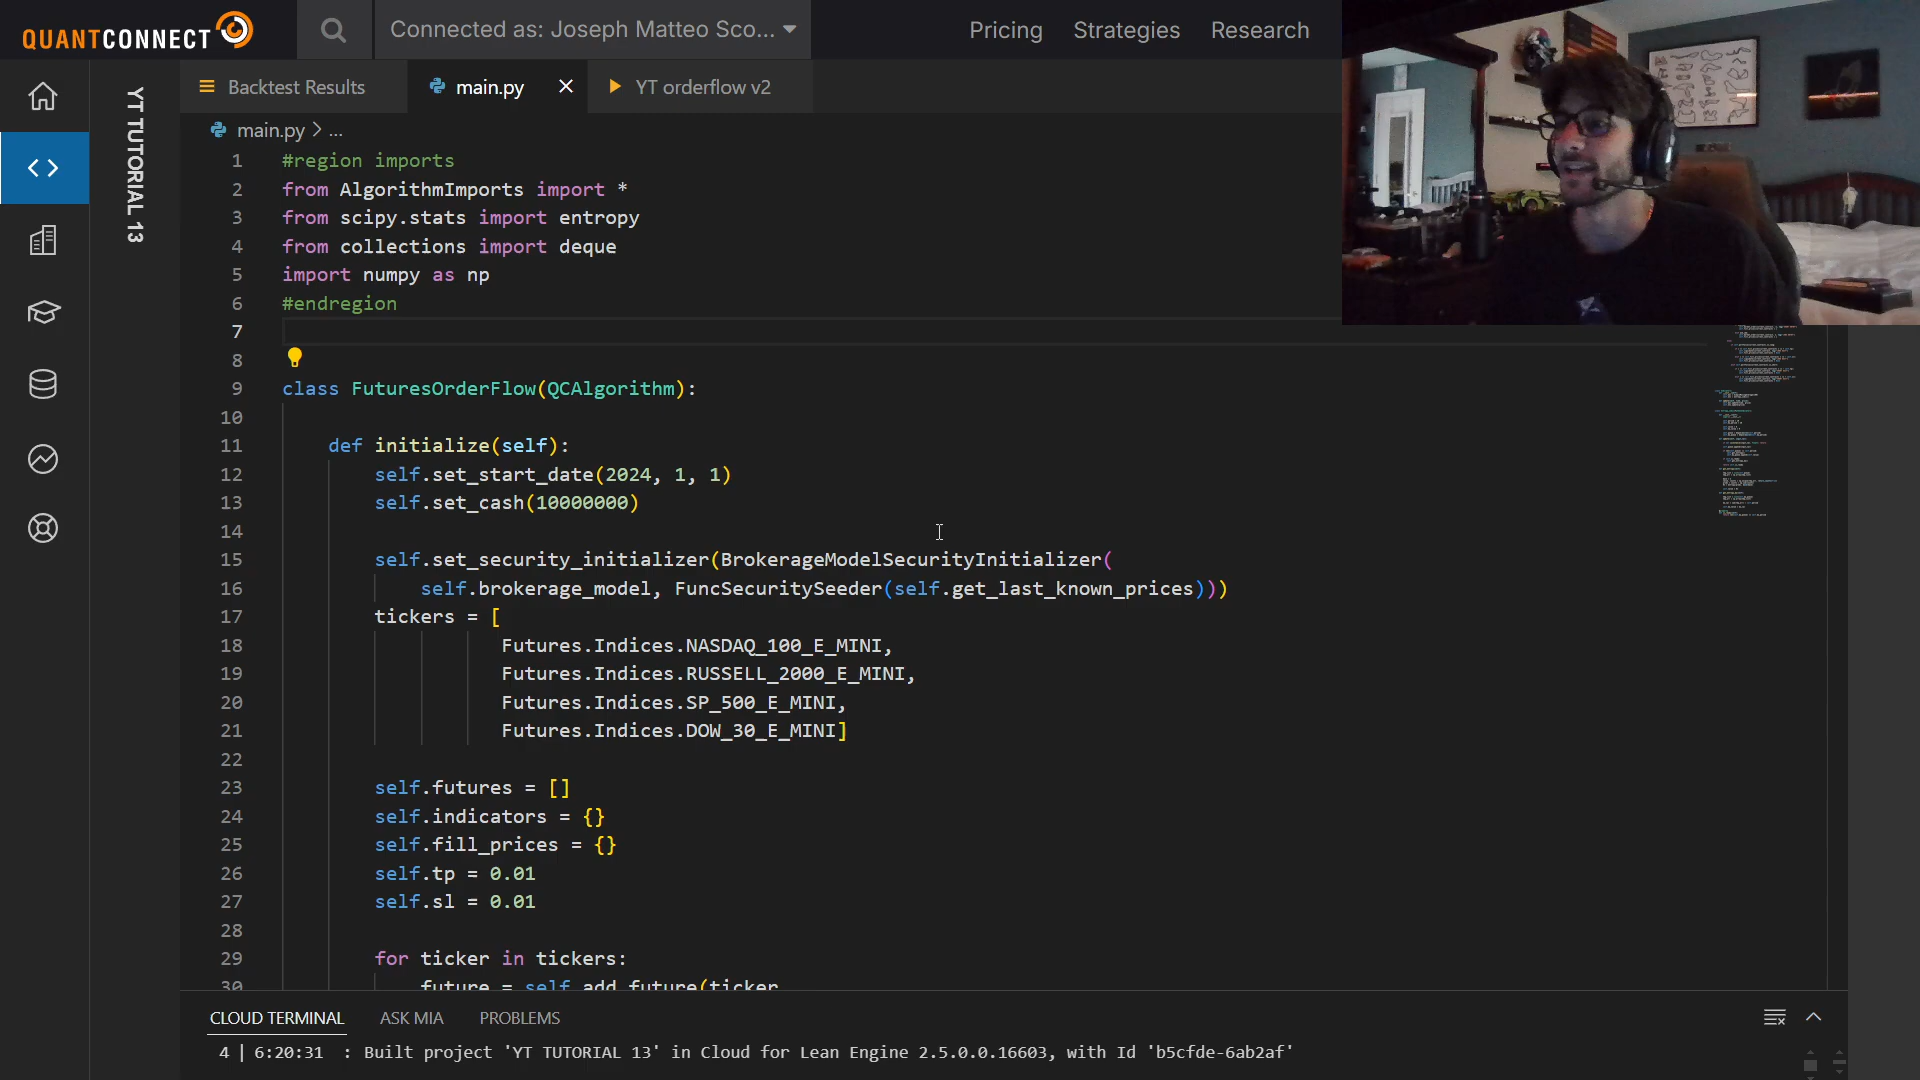 QUANTCONNECT
Connected as: Joseph Matteo Sco...
Pricing
Strategies
Research
YT TUTORIAL 13
Backtest Results
main.py
YT orderflow v2
main.py > ...
1 #region imports
2 from AlgorithmImports import *
3 from scipy.stats import entropy
4 from collections import deque
5 import numpy as np
6 #endregion
7
8
9 class FuturesOrderFlow(QCAlgorithm):
10
11 def initialize(self):
12 self.set_start_date(2024, 1, 1)
13 self.set_cash(10000000)
14
15 self.set_security_initializer(BrokerageModelSecurityInitializer(
16 self.brokerage_model, FuncSecuritySeeder(self.get_last_known_prices)))
17 tickers = [
18 Futures.Indices.NASDAQ_100_E_MINI,
19 Futures.Indices.RUSSELL_2000_E_MINI,
20 Futures.Indices.SP_500_E_MINI,
21 Futures.Indices.DOW_30_E_MINI]
22
23 self.futures = []
24 self.indicators = {}
25 self.fill_prices = {}
26 self.tp = 0.01
27 self.sl = 0.01
28
29 for ticker in tickers:
30 future = self.add_future(ticker
CLOUD TERMINAL
ASK MIA
PROBLEMS
4 | 6:20:31 : Built project 'YT TUTORIAL 13' in Cloud for Lean Engine 2.5.0.0.16603, with Id 'b5cfde-6ab2af'